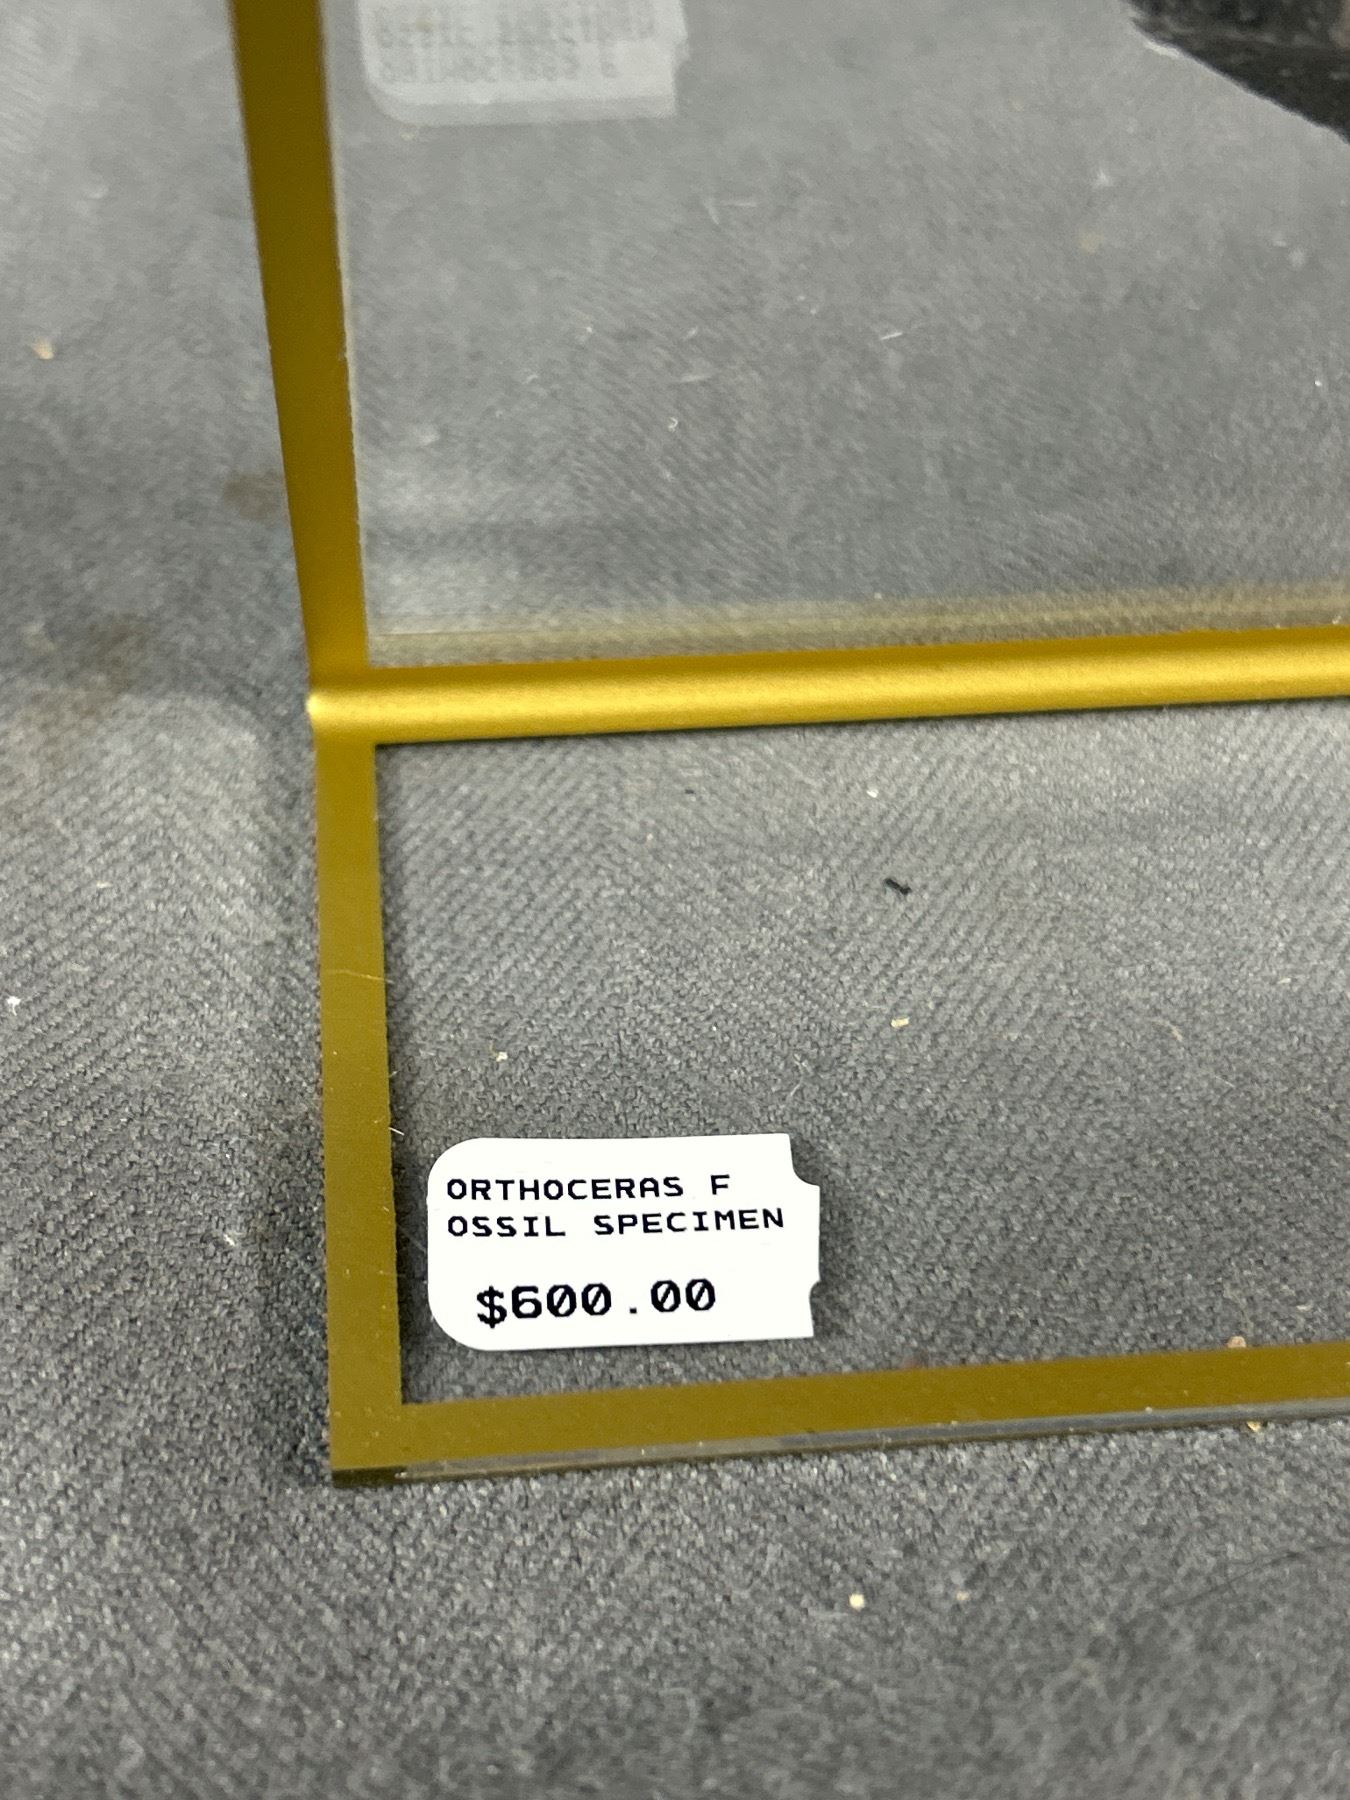 ORTHOCERAS F
OSSIL SPECIMEN
$600.00